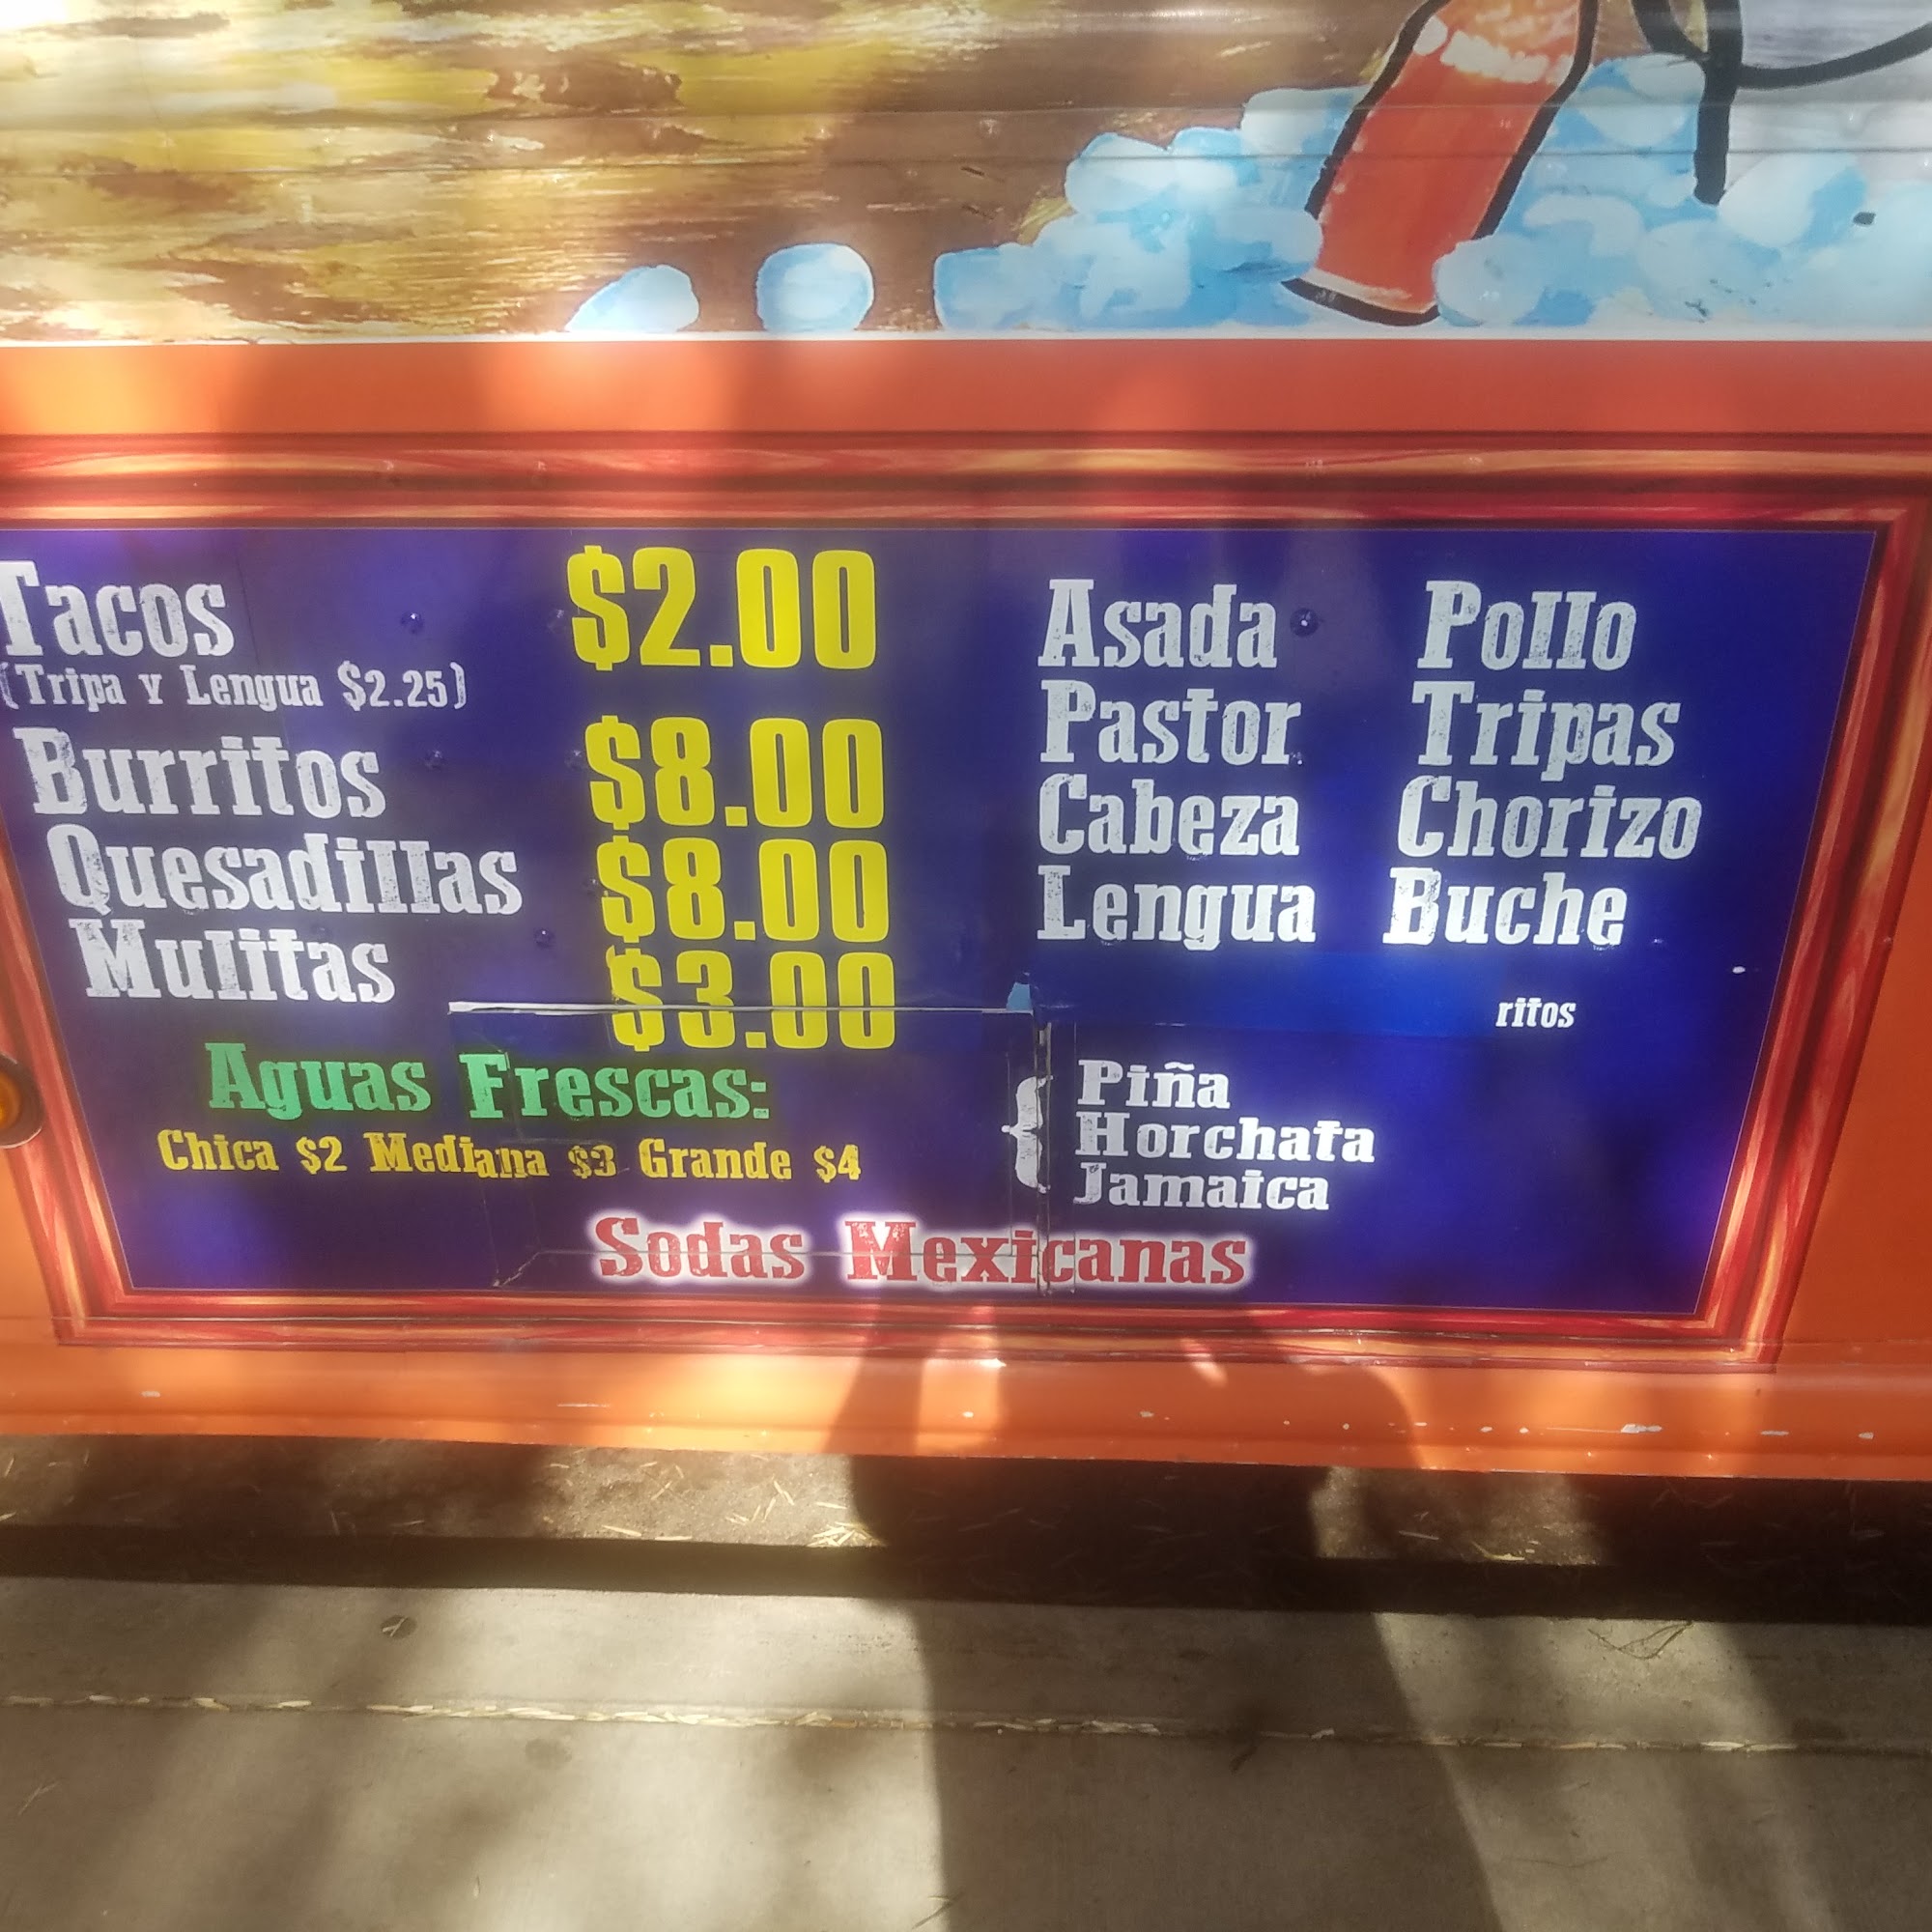 Tacos $2.00
(Tripa y Lengua $2.25)
Burritos $8.00
Quesadillas $8.00
Mulitas $3.00
Asada Pollo
Pastor Tripas
Cabeza Chorizo
Lengua Buche
ritos
Aguas Frescas:
Chica $2 Mediana $3 Grande $4
{ Piña
Horchata
Jamaica
Sodas Mexicanas